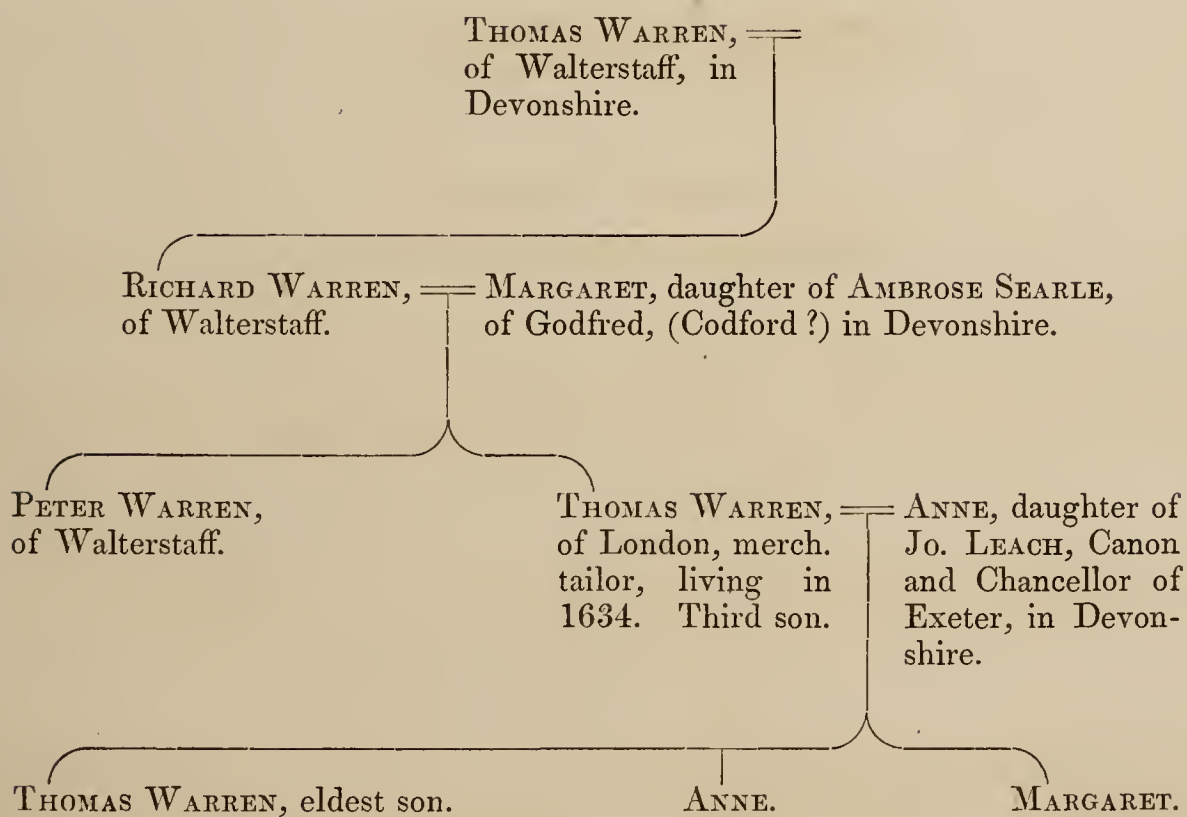 THOMAS WARREN,
of Walterstaff, in
Devonshire.
RICHARD WARREN,
of Walterstaff.
MARGARET, daughter of AMBROSE SEARLE,
of Godfred, (Codford ?) in Devonshire.
PETER WARREN,
of Walterstaff.
THOMAS WARREN,
of London, merch.
tailor, living in
1634. Third son.
ANNE, daughter of
Jo. LEACH, Canon
and Chancellor of
Exeter, in Devon-
shire.
THOMAS WARREN, eldest son.
ANNE.
MARGARET.